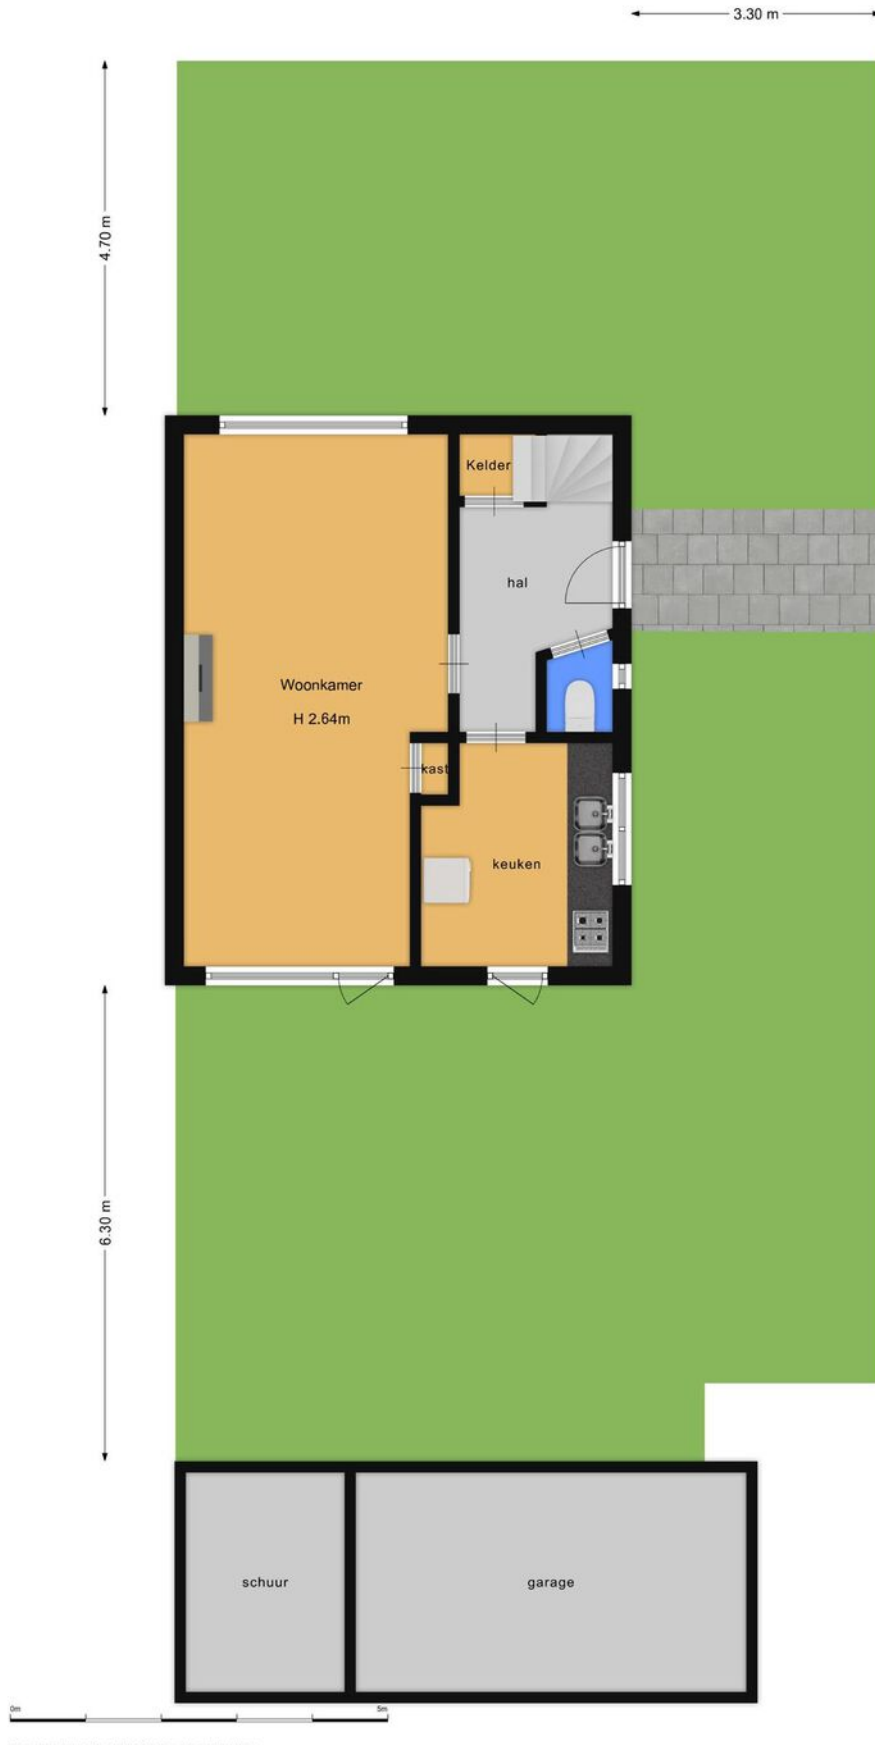 3.30 m
4.70 m
Kelder
hal
Woonkamer
H 2.64m
kast
keuken
6.30 m
schuur
garage
0m
5m